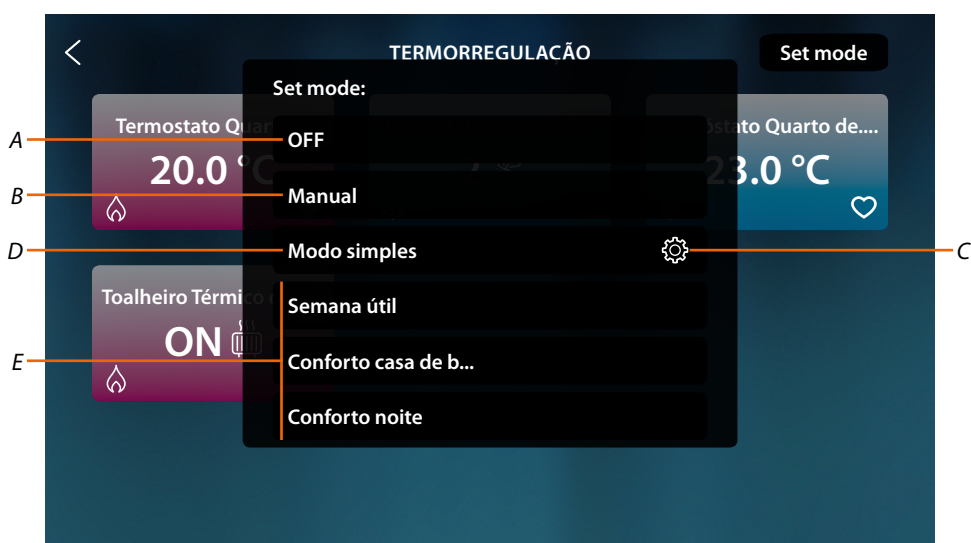 TERMORREGULAÇÃO
Set mode
Set mode:
Termostato Quar
20.0 °C
stato Quarto de....
23.0 °C
A
OFF
B
Manual
D
Modo simples
C
Toalheiro Térmico
ON
E
Semana útil
Conforto casa de b...
Conforto noite